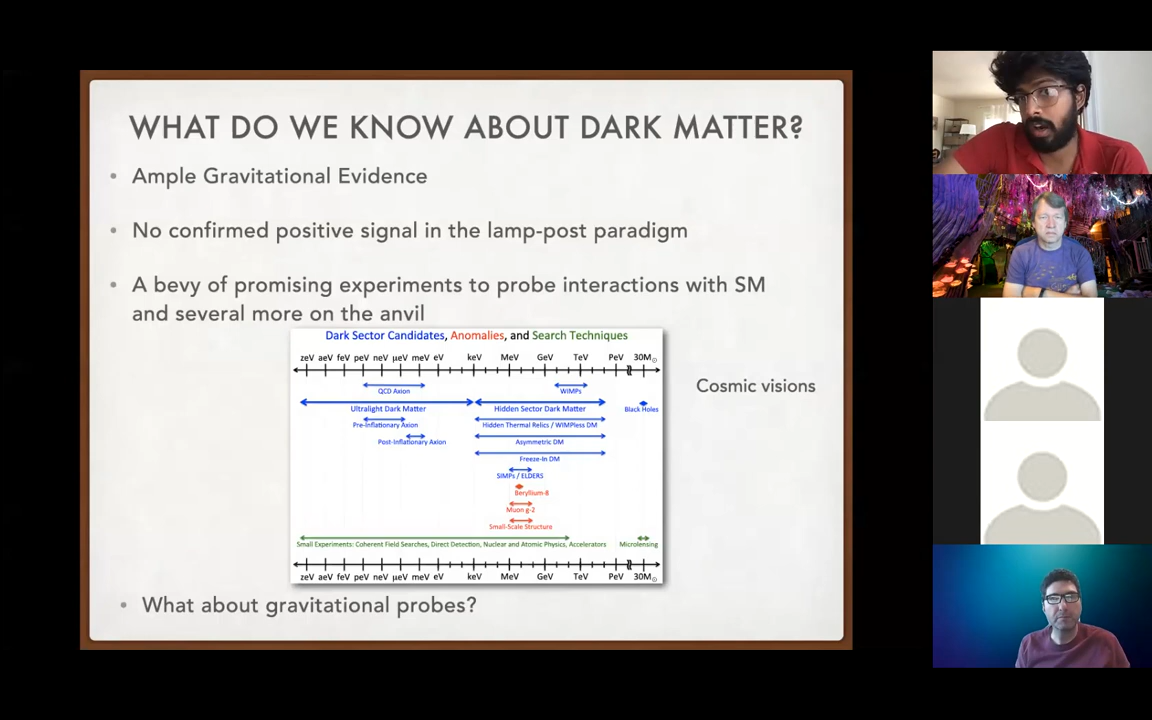 WHAT DO WE KNOW ABOUT DARK MATTER?
• Ample Gravitational Evidence
• No confirmed positive signal in the lamp-post paradigm
• A bevy of promising experiments to probe interactions with SM
and several more on the anvil
Dark Sector Candidates, Anomalies, and Search Techniques
zeV aeV feV peV neV μeV meV eV keV MeV GeV TeV PeV 30M☉
QCD Axion
WIMPs
Cosmic visions
Ultralight Dark Matter
Hidden Sector Dark Matter
Black Holes
Pre-Inflationary Axion
Hidden Thermal Relics / WIMPless DM
Post-Inflationary Axion
Asymmetric DM
Freeze-In DM
SIMPs / ELDERS
Beryllium-8
Muon g-2
Small-Scale Structure
Small Experiments: Coherent Field Searches, Direct Detection, Nuclear and Atomic Physics, Accelerators
Microlensing
zeV aeV feV peV neV μeV meV eV keV MeV GeV TeV PeV 30M☉
• What about gravitational probes?